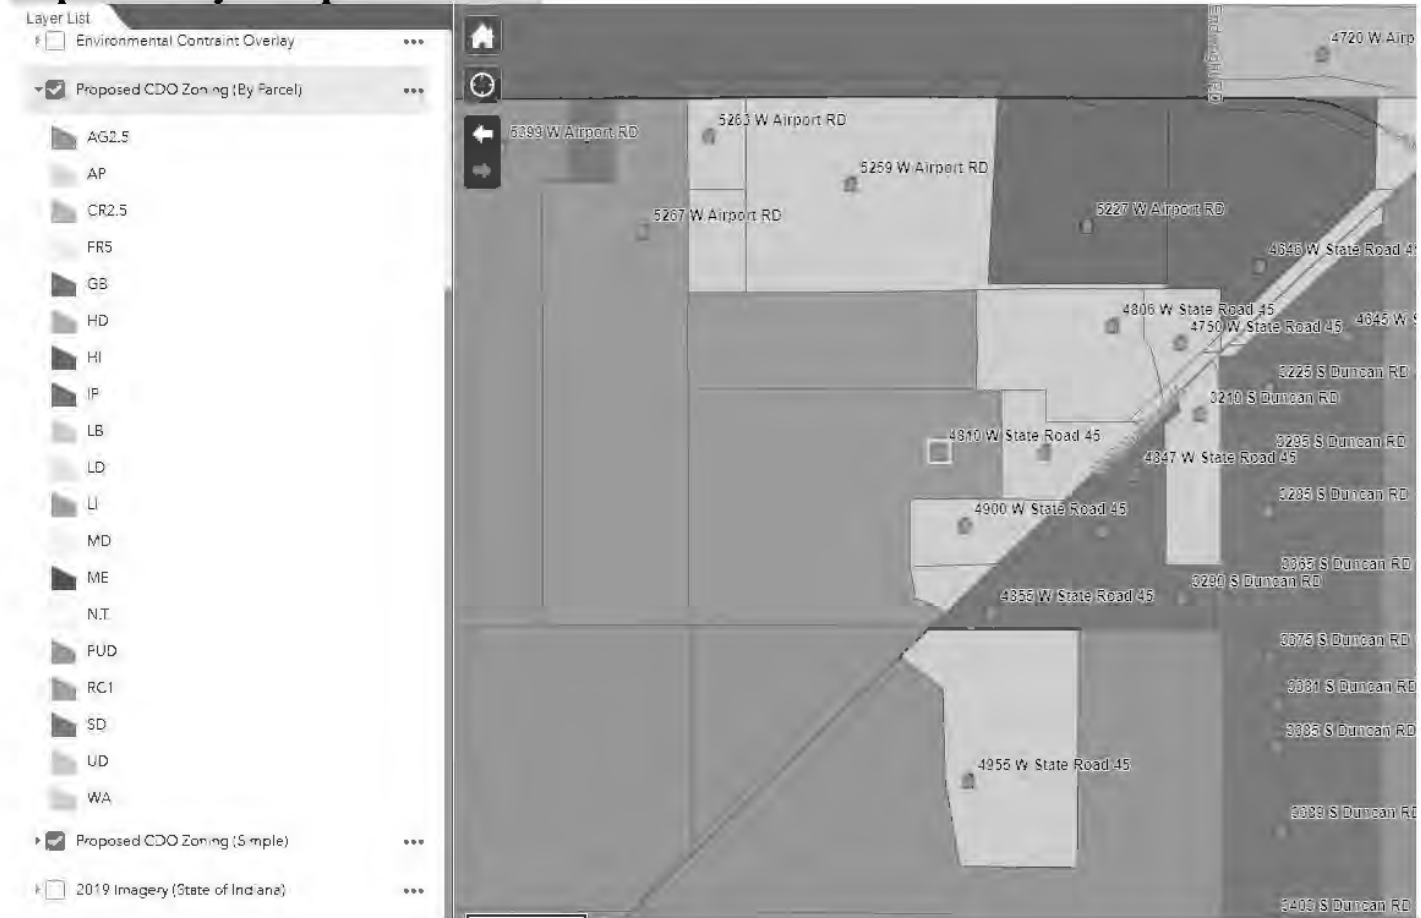 Layer List
Environmental Contraint Overlay
Proposed CDO Zoning (By Parcel)
AG2.5
AP
CR2.5
FR5
GB
HD
HI
IP
LB
LD
LI
MD
ME
N.T.
PUD
RC1
SD
UD
WA
Proposed CDO Zoning (Simple)
2019 Imagery (State of Indiana)
4720 W Airp
5399 W Airport RD
5263 W Airport RD
5259 W Airport RD
5267 W Airport RD
5227 W Airport RD
4646 W State Road 4
4806 W State Road 45
4750 W State Road 45
4645 W S
3225 S Duncan RD
3210 S Duncan RD
4810 W State Road 45
3295 S Duncan RD
4847 W State Road 45
3285 S Duncan RD
4900 W State Road 45
3365 S Duncan RD
3290 S Duncan RD
4855 W State Road 45
3375 S Duncan RD
3381 S Duncan RD
3385 S Duncan RD
4955 W State Road 45
3389 S Duncan RD
3403 S Duncan RD